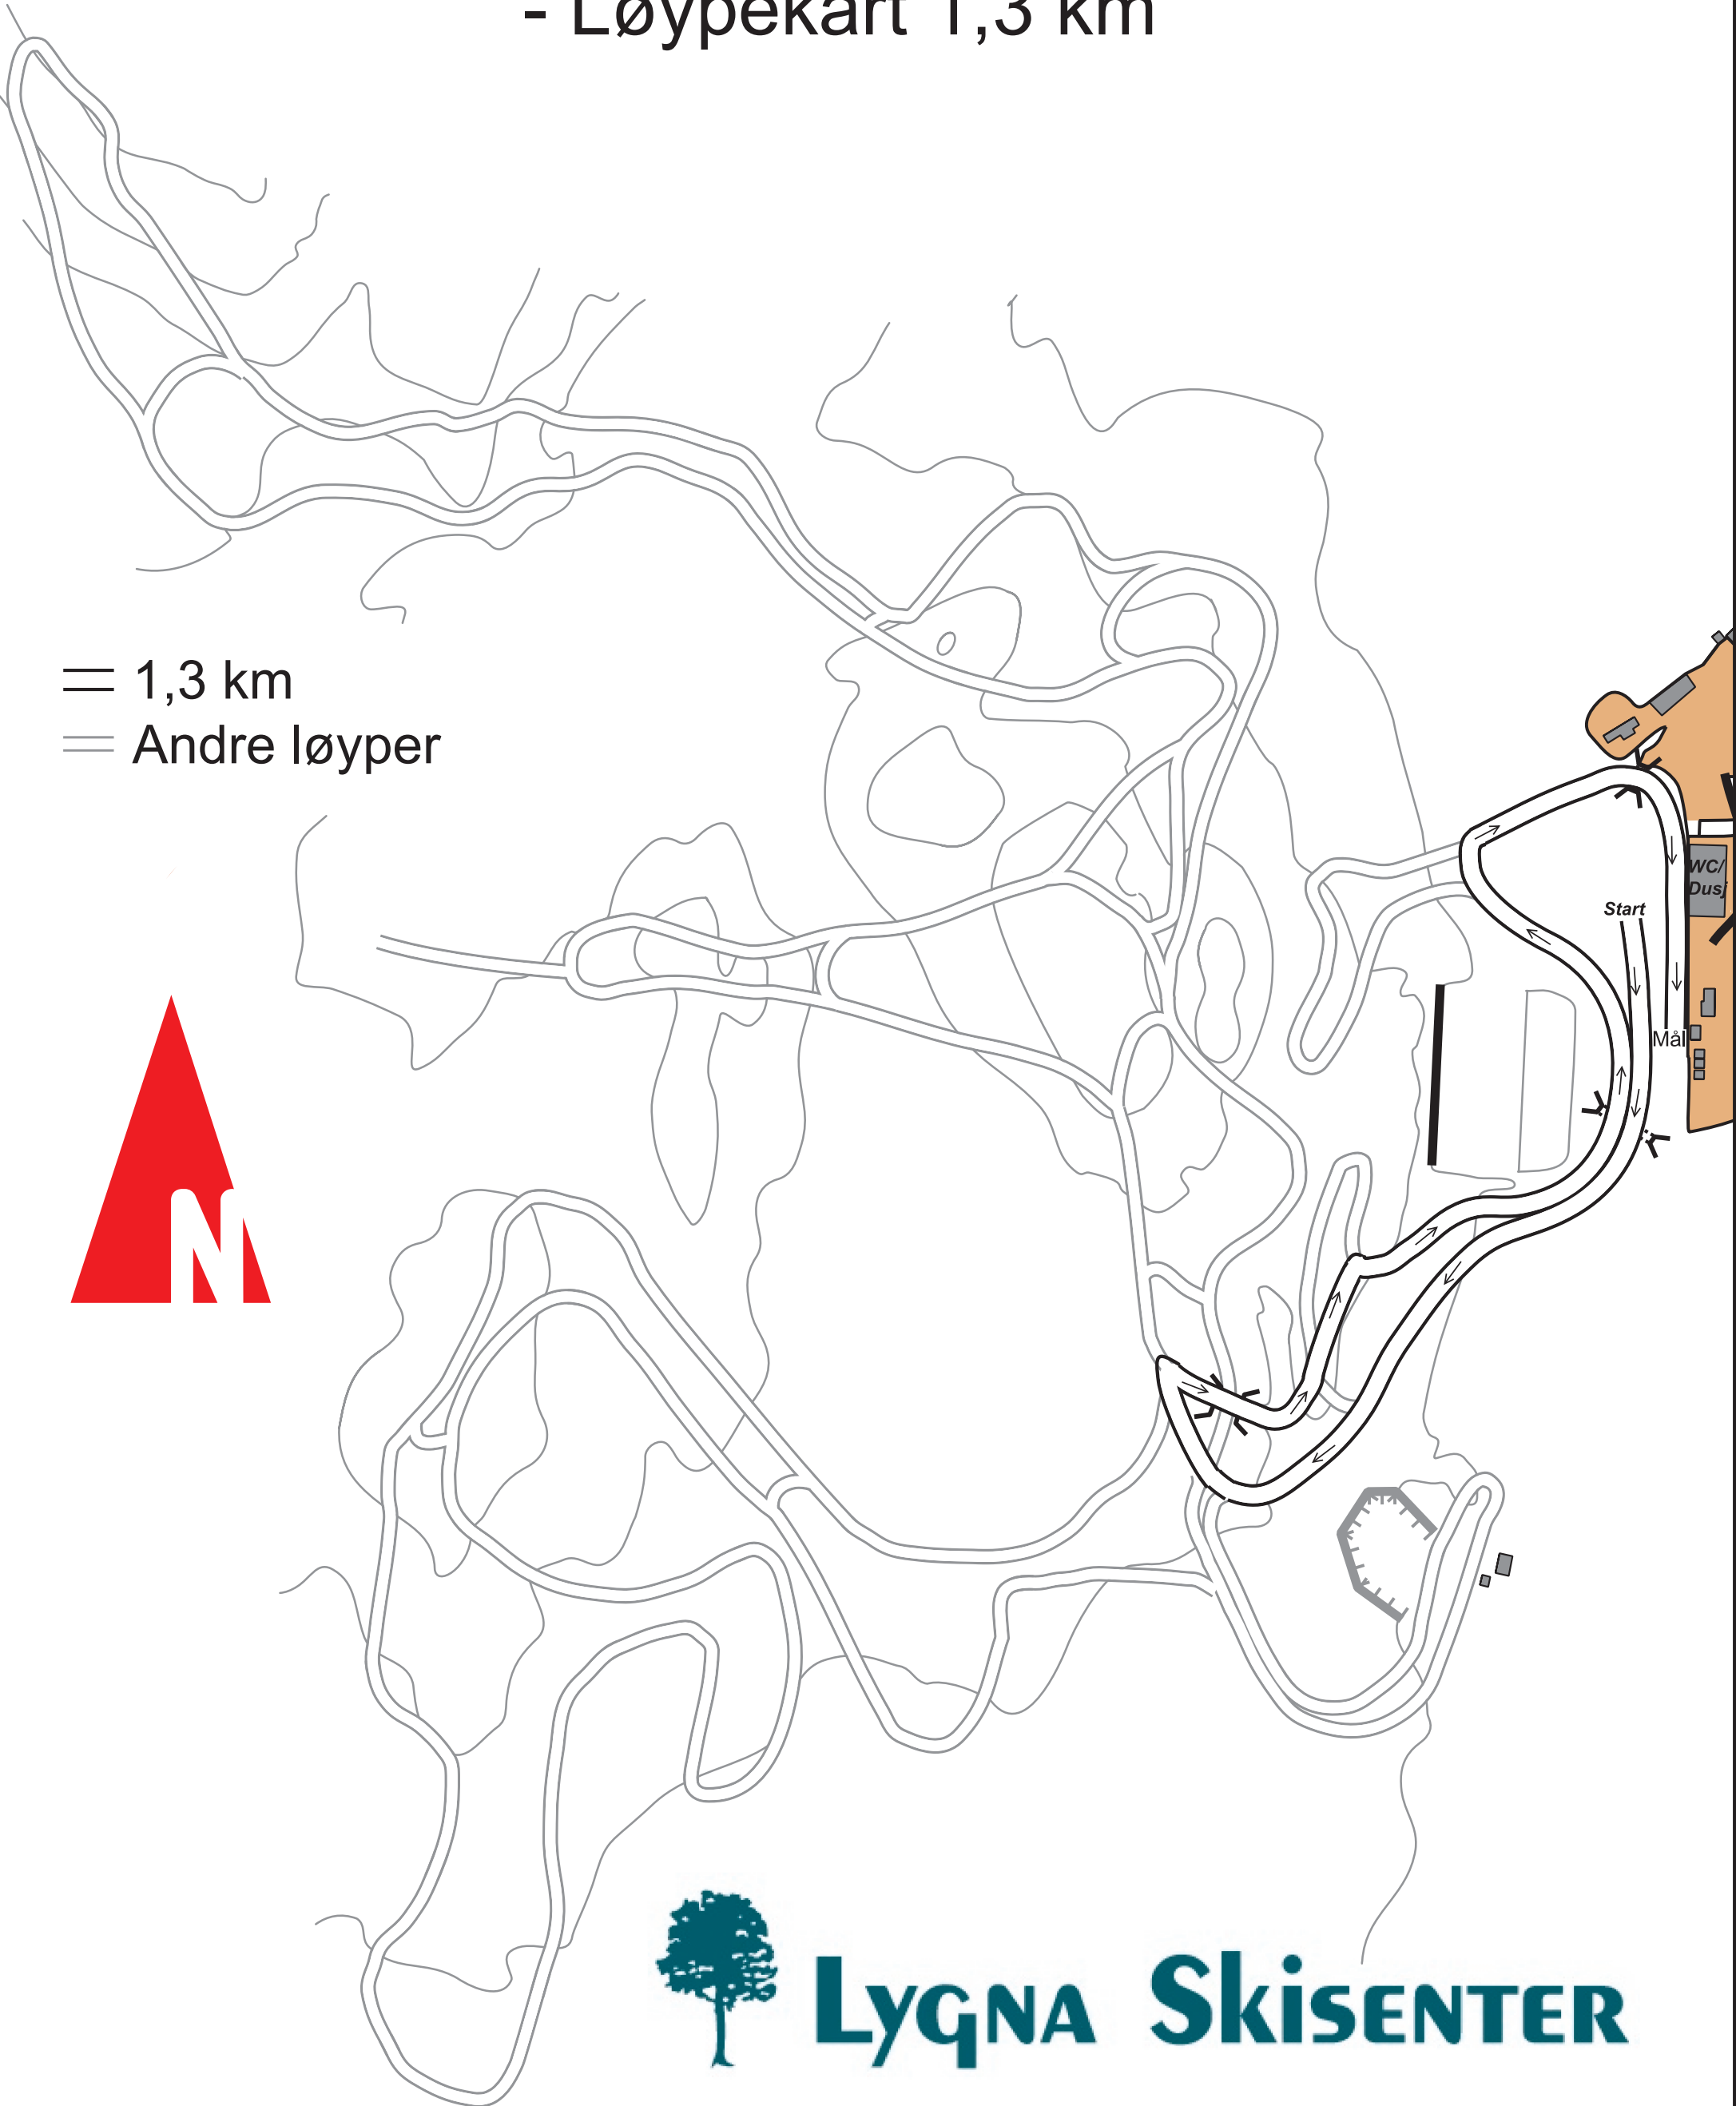 - Løypekart 1,3 km
1,3 km
Andre løyper
WC/
Dusj
Start
Mål
N
Lygna Skisenter